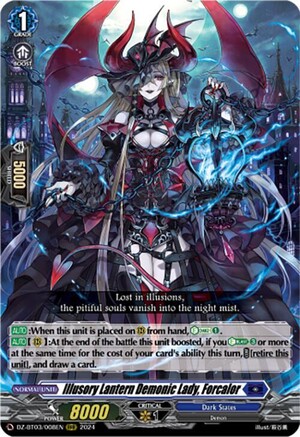 1
GRADE
BOOST
5000
SHIELD
Lost in illusions,
the pitiful souls vanish into the night mist.
AUTO:When this unit is placed on from hand, 1.
AUTO 1:At the end of the battle this unit boosted, if you 3 or more
at the same time for the cost of your card's ability this turn, [retire this
unit], and draw a card.
NORMAL UNIT
Illusory Lantern Demonic Lady, Forcalor
POWER
8000
CRITICAL
1
Dark States
Demon
DZ-BT03/008EN RRR 2024
illust/